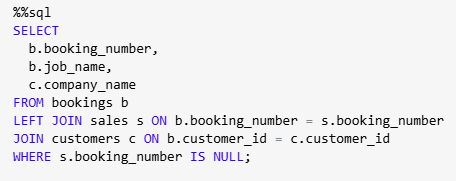 %%sql
SELECT
  b.booking_number,
  b.job_name,
  c.company_name
FROM bookings b
LEFT JOIN sales s ON b.booking_number = s.booking_number
JOIN customers c ON b.customer_id = c.customer_id
WHERE s.booking_number IS NULL;